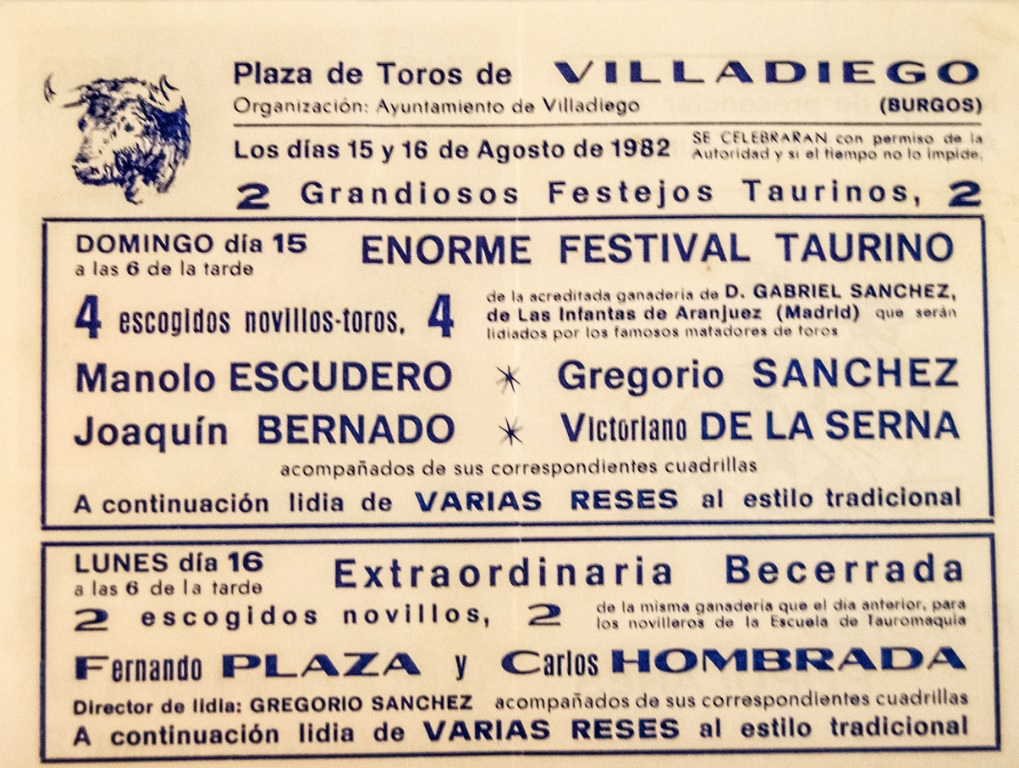 Plaza de Toros de VILLADIEGO
Organización: Ayuntamiento de Villadiego (BURGOS)
Los días 15 y 16 de Agosto de 1982 SE CELEBRARAN con permiso de la
Autoridad y si el tiempo no lo impide,
2 Grandiosos Festejos Taurinos, 2
DOMINGO día 15 ENORME FESTIVAL TAURINO
a las 6 de la tarde
4 escogidos novillos-toros, 4
de la acreditada ganadería de D. GABRIEL SANCHEZ,
de Las Infantas de Aranjuez (Madrid) que serán
lidiados por los famosos matadores de toros
Manolo ESCUDERO * Gregorio SANCHEZ
Joaquín BERNADO * Victoriano DE LA SERNA
acompañados de sus correspondientes cuadrillas
A continuación lidia de VARIAS RESES al estilo tradicional
LUNES día 16 Extraordinaria Becerrada
a las 6 de la tarde
2 escogidos novillos, 2
de la misma ganadería que el día anterior, para
los novilleros de la Escuela de Tauromaquia
Fernando PLAZA y Carlos HOMBRADA
Director de lidia: GREGORIO SANCHEZ acompañados de sus correspondientes cuadrillas
A continuación lidia de VARIAS RESES al estilo tradicional